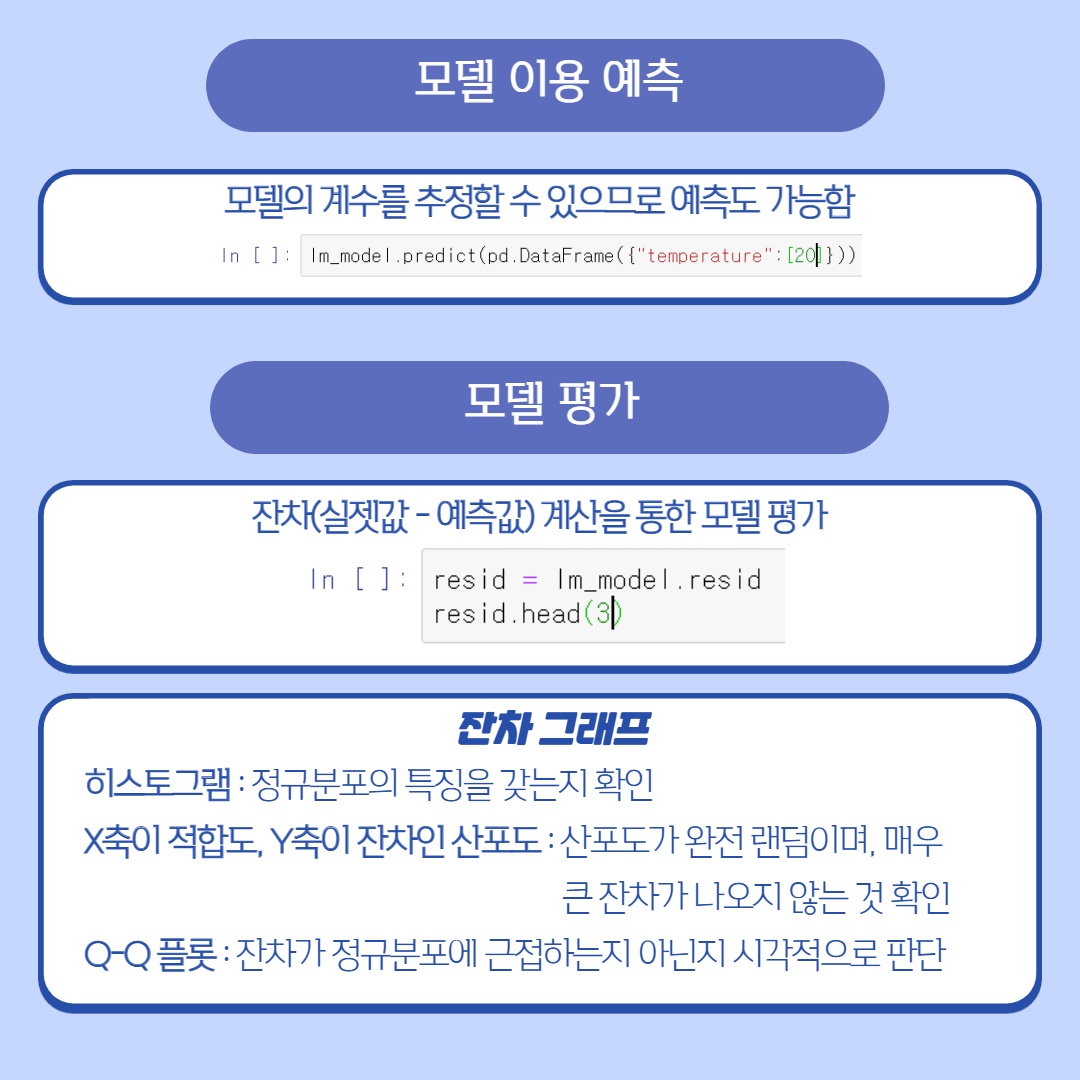 모델 이용 예측
모델의 계수를 추정할 수 있으므로 예측도 가능함
In [ ]: lm_model.predict(pd.DataFrame({"temperature":[20]}))
모델 평가
잔차(실젯값 - 예측값) 계산을 통한 모델 평가
In [ ]: resid = lm_model.resid
resid.head(3)
잔차 그래프
히스토그램 : 정규분포의 특징을 갖는지 확인
X축이 적합도, Y축이 잔차인 산포도 : 산포도가 완전 랜덤이며, 매우
큰 잔차가 나오지 않는 것 확인
Q-Q 플롯 : 잔차가 정규분포에 근접하는지 아닌지 시각적으로 판단